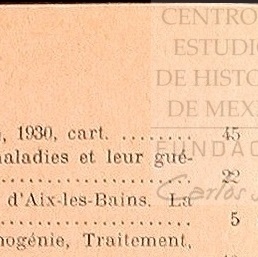 CENTRO
ESTUDIO
DE HISTO
DE MEX
FUNDAC
Carlos
, 1930, cart. ........ 45
maladies et leur gué-
................... 22
d'Aix-les-Bains. La
................... 5
nogénie, Traitement,